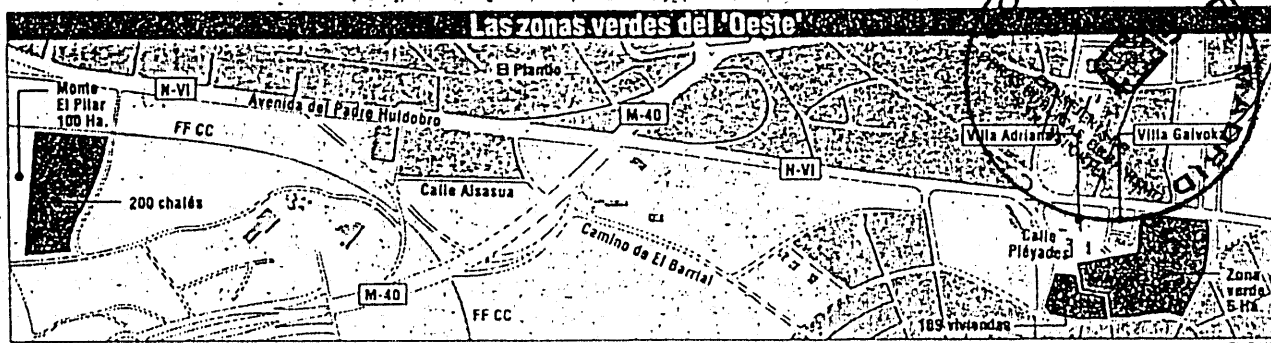 Las zonas verdes del 'Oeste'
El Plantío
Monte
El Pilar
100 Ha.
N-VI
Avenida del Padre Huidobro
FF CC
M-40
Villa Adriana
Villa Galvoka
N-VI
Calle Alsasua
200 chalés
Camino de El Barrial
Calle
Pléyades
M-40
FF CC
Zona
verde
5 Ha.
189 viviendas
MADRID